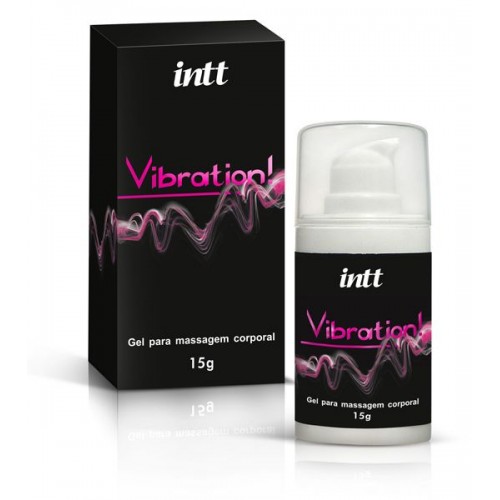 intt
Vibration!
Gel para massagem corporal
15g
intt
Vibration!
Gel para massagem corporal
15g